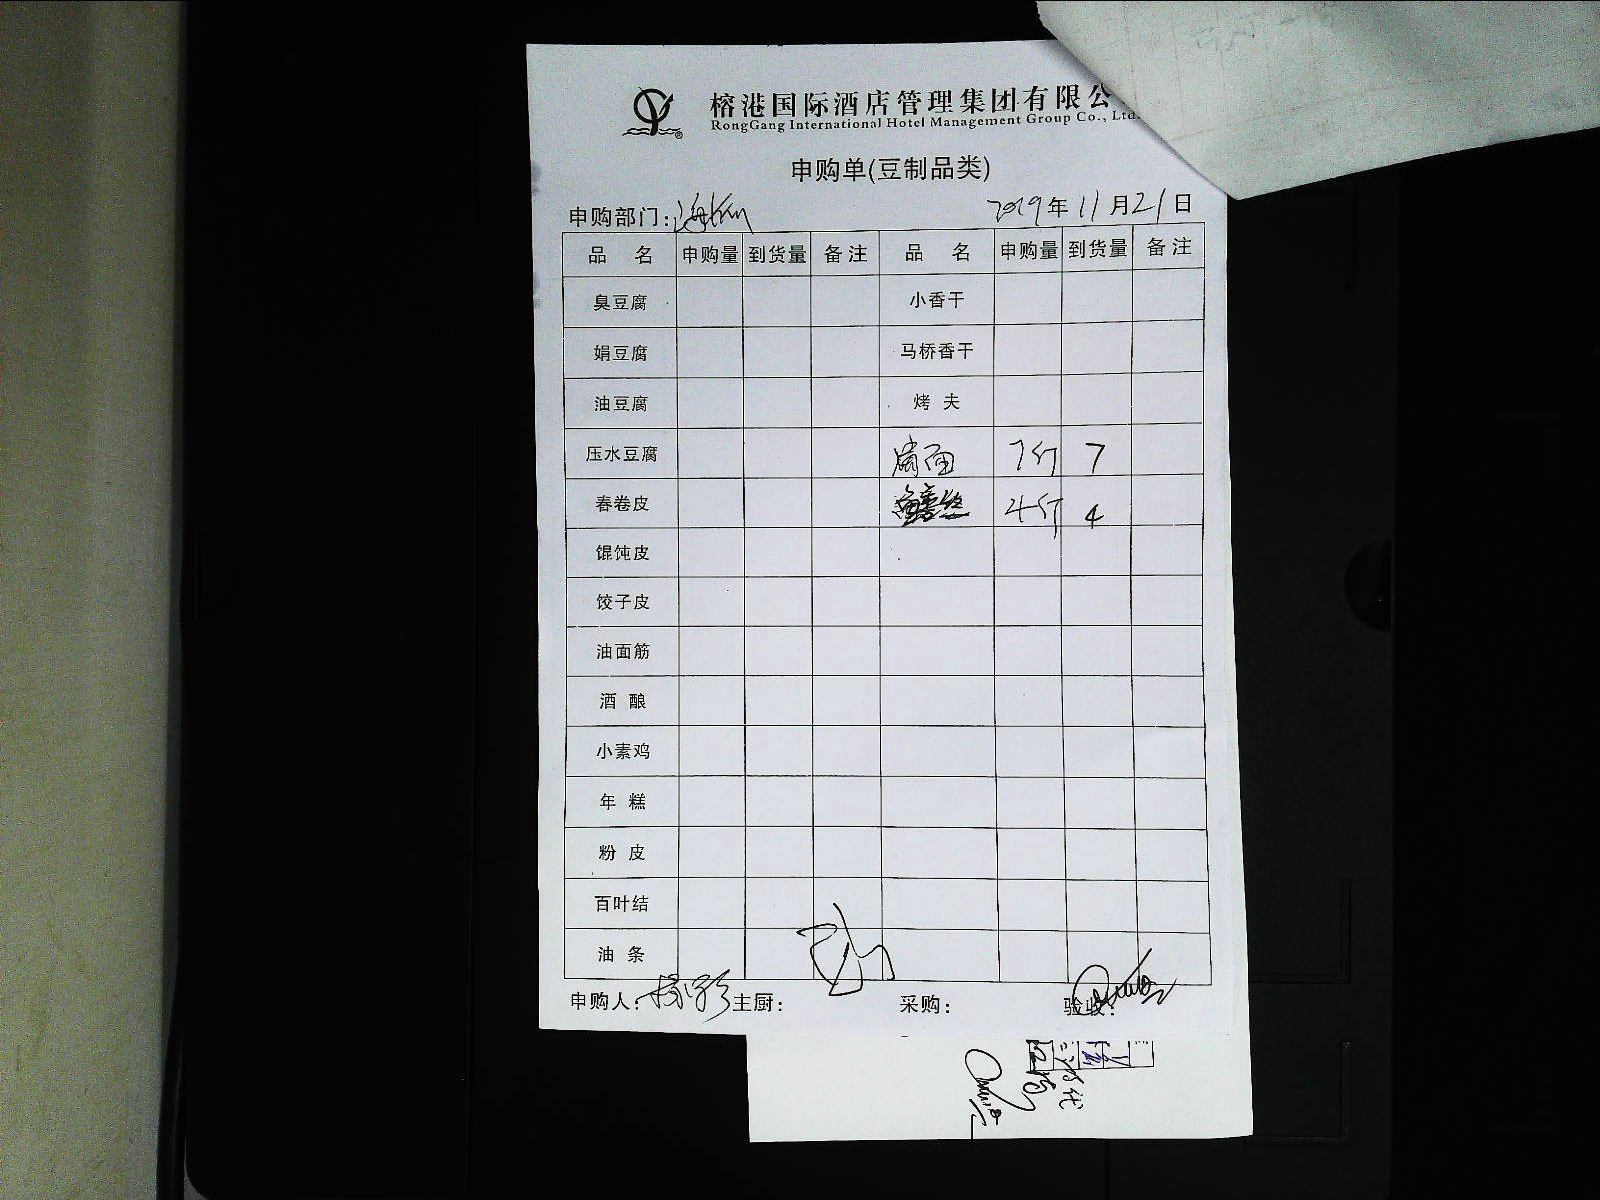 榕港国际酒店管理集团有限公
RongGang International Hotel Management Group Co., Ltd.
申购单(豆制品类)
申购部门: 2019年11月21日
品 名 申购量 到货量 备注 品 名 申购量 到货量 备注
臭豆腐 小香干
娟豆腐 马桥香干
油豆腐 烤 夫
压水豆腐 7斤 7
春卷皮 4斤 4
馄饨皮
饺子皮
油面筋
酒 酿
小素鸡
年 糕
粉 皮
百叶结
油 条
申购人: 主厨: 采购: 验收: